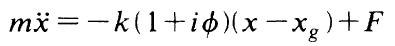 mẍ = −k(1+iϕ)(x−x_g)+F